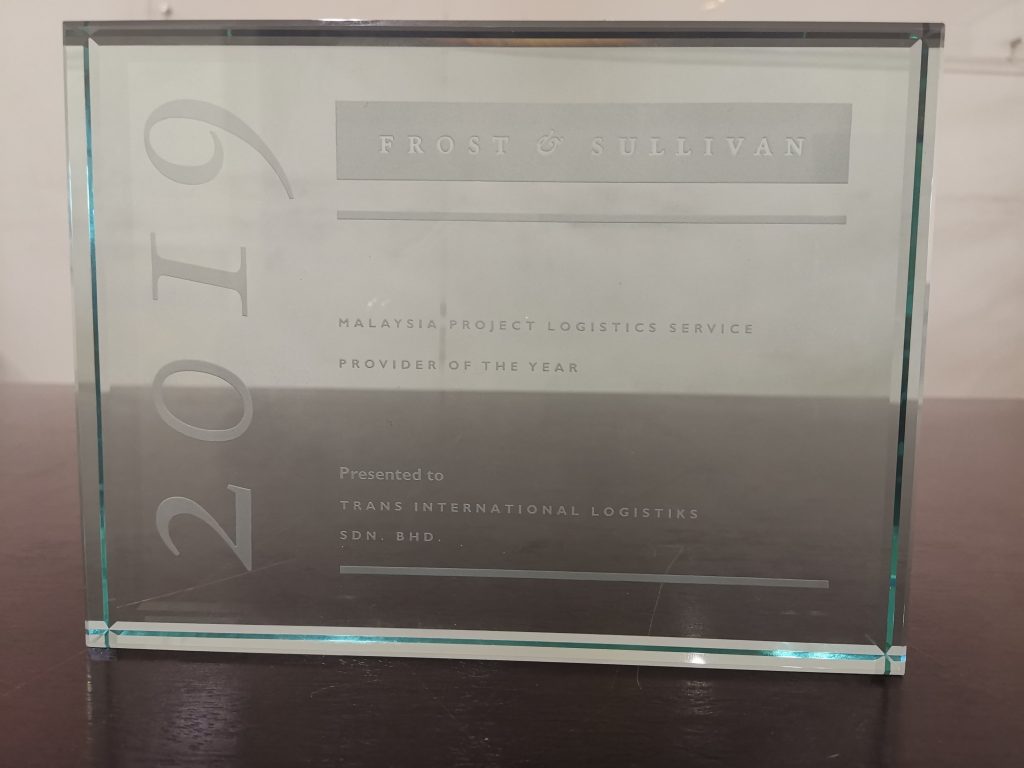 2019
FROST & SULLIVAN
MALAYSIA PROJECT LOGISTICS SERVICE
PROVIDER OF THE YEAR
Presented to
TRANS INTERNATIONAL LOGISTIKS
SDN. BHD.